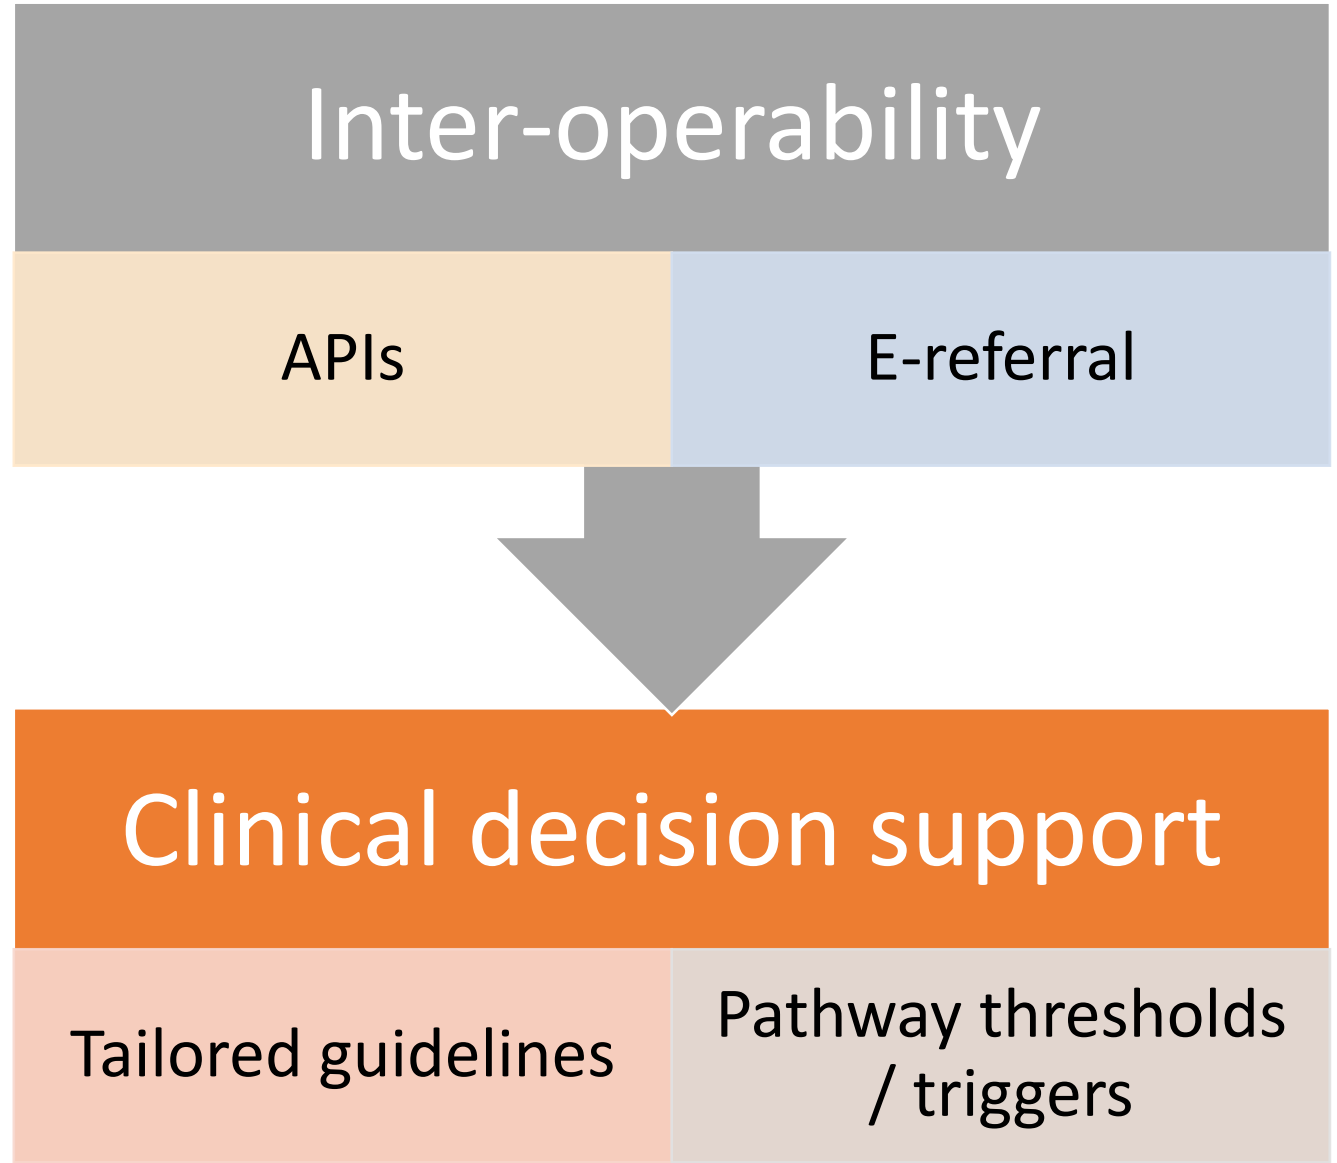 Inter-operability
APIs
E-referral
Clinical decision support
Tailored guidelines
Pathway thresholds
/ triggers